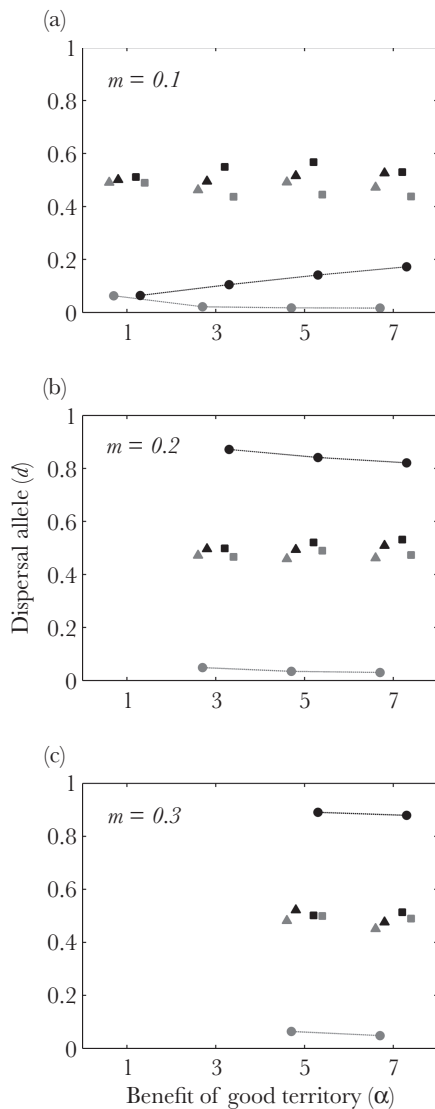 (a)
1
m = 0.1
0.8
0.6
0.4
0.2
0
1 3 5 7
(b)
1
m = 0.2
0.8
0.6
0.4
0.2
0
1 3 5 7
Dispersal allele (d)
(c)
1
m = 0.3
0.8
0.6
0.4
0.2
0
1 3 5 7
Benefit of good territory (α)